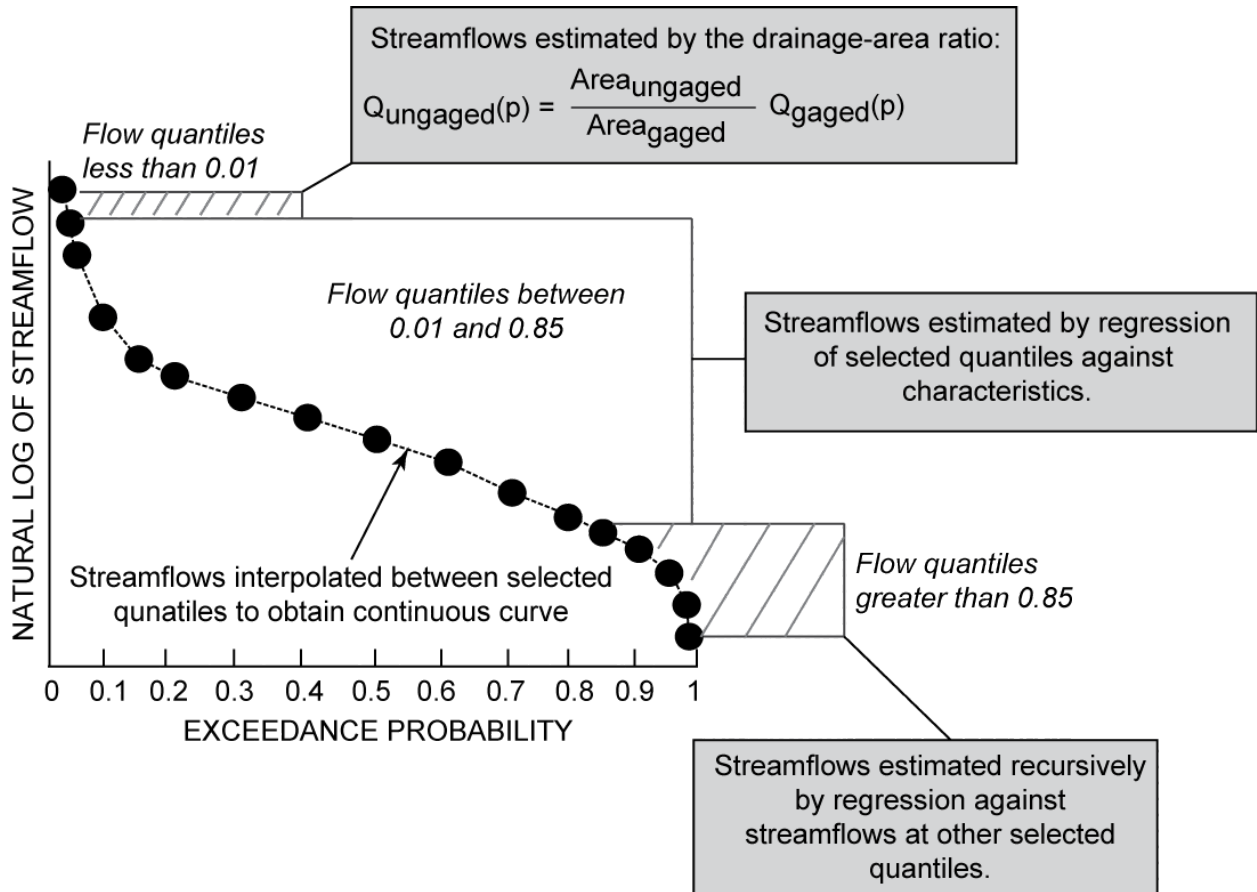 Streamflows estimated by the drainage-area ratio:
Qungaged(p) = Areaungaged / Areagaged Qgaged(p)
Flow quantiles
less than 0.01
NATURAL LOG OF STREAMFLOW
Flow quantiles between
0.01 and 0.85
Streamflows estimated by regression
of selected quantiles against
characteristics.
Streamflows interpolated between selected
qunatiles to obtain continuous curve
Flow quantiles
greater than 0.85
0 0.1 0.2 0.3 0.4 0.5 0.6 0.7 0.8 0.9 1
EXCEEDANCE PROBABILITY
Streamflows estimated recursively
by regression against
streamflows at other selected
quantiles.